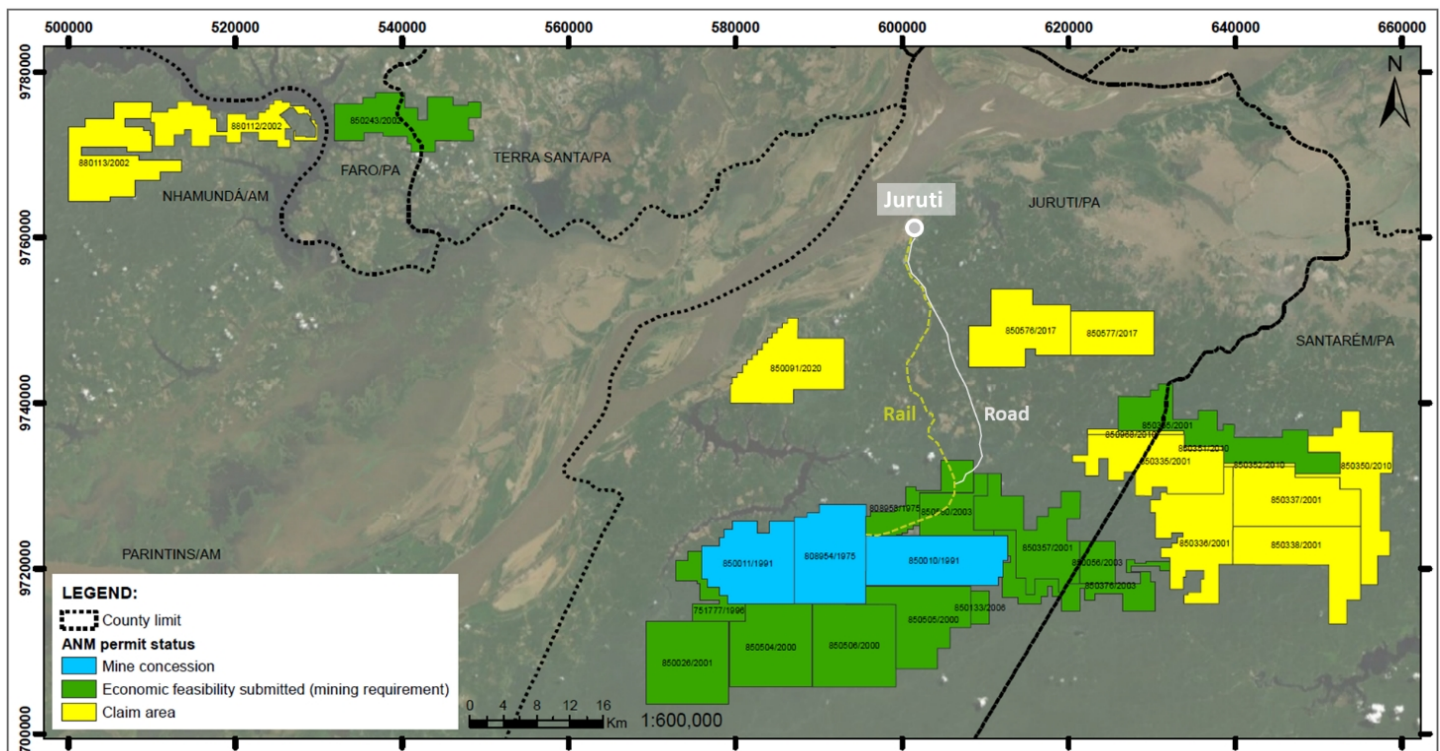 500000 520000 540000 560000 580000 600000 620000 640000 660000
9780000
9760000
9740000
9720000
N
880112/2002
880113/2002
NHAMUNDÁ/AM
FARO/PA
TERRA SANTA/PA
Juruti
JURUTI/PA
850576/2017
850577/2017
SANTARÉM/PA
850091/2020
Rail
Road
850351/2010
850352/2010
850350/2010
850335/2001
850337/2001
850336/2001
850338/2001
PARINTINS/AM
850011/1991
808954/1975
850010/1991
850357/2001
850056/2003
850376/2003
751777/1996
850133/2006
850505/2000
850504/2000
850506/2000
850026/2001
LEGEND:
County limit
ANM permit status
Mine concession
Economic feasibility submitted (mining requirement)
Claim area
0 4 8 12 16
Km
1:600,000